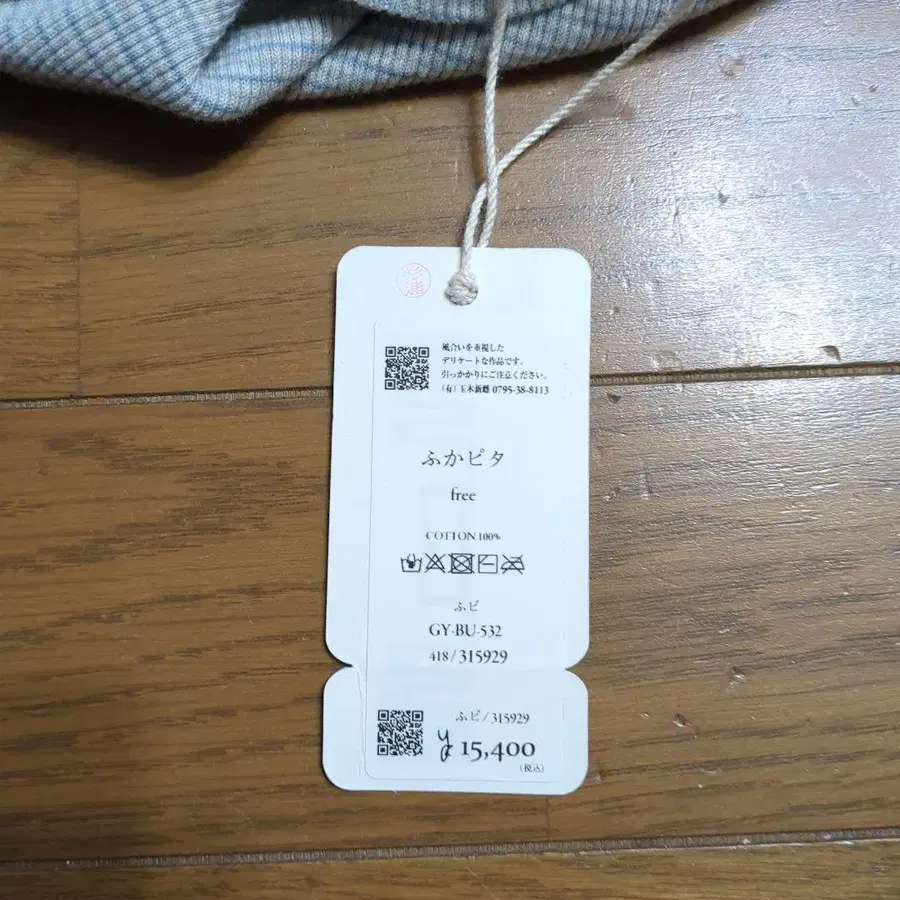 風合いを重視した
デリケートな作品です。
引っかかりにご注意ください。
(有)玉木新雌 0795-38-8113
ふかピタ
free
COTTON 100%
ふピ
GY-BU-532
418/315929
ふピ/315929
y 15,400
(税込)